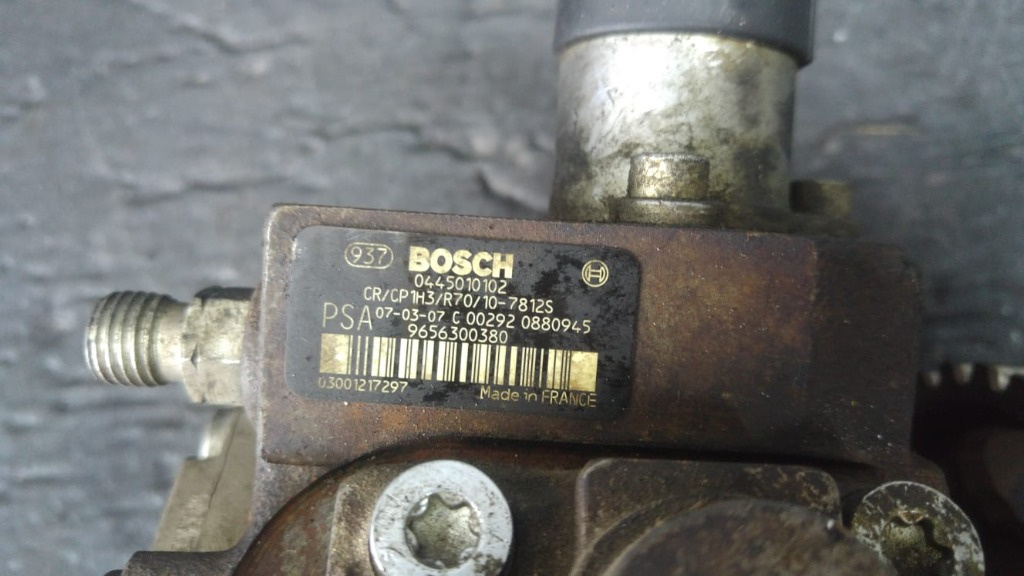 937 BOSCH
0445010102
CR/CP1H3/R70/10-7812S
PSA 07-03-07 C 00292 0880945
9656300380
03001217297 Made in FRANCE